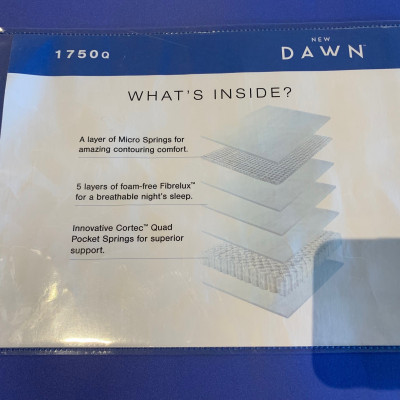 1750Q
NEW
DAWN™
WHAT'S INSIDE?
A layer of Micro Springs for
amazing contouring comfort.
5 layers of foam-free Fibrelux™
for a breathable night's sleep.
Innovative Cortec™ Quad
Pocket Springs for superior
support.